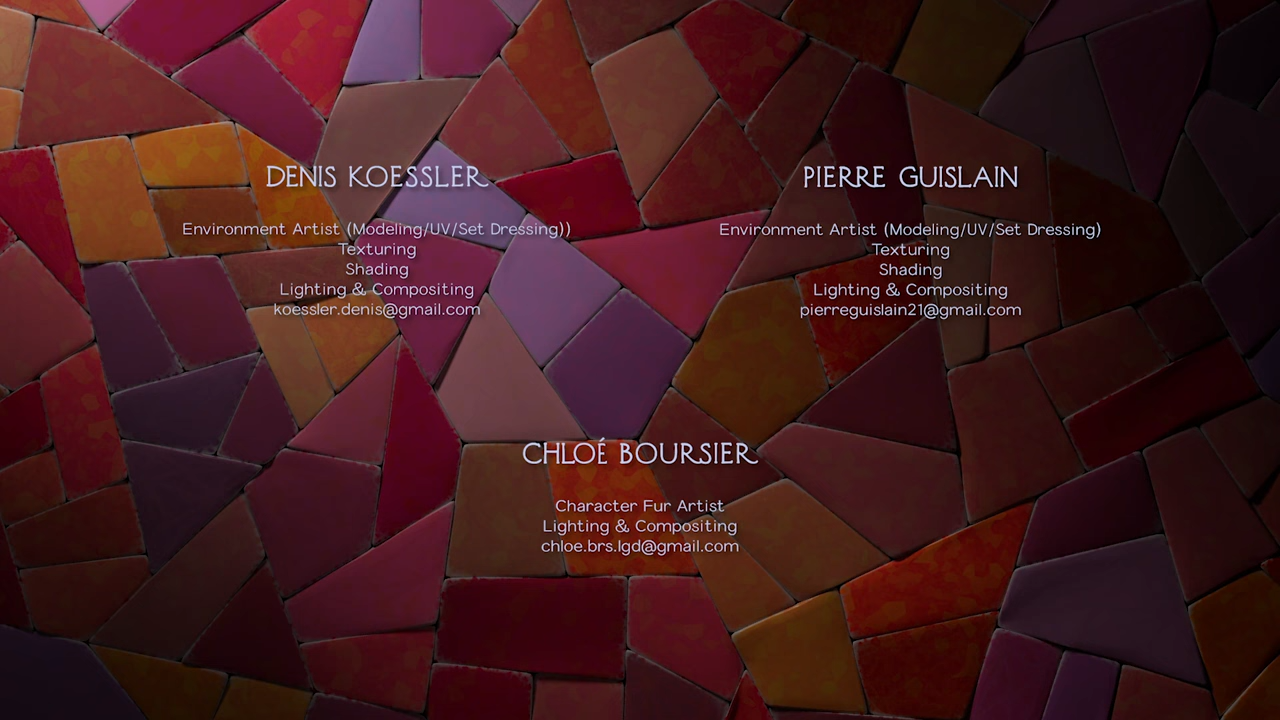 DENIS KOESSLER
Environment Artist (Modeling/UV/Set Dressing))
Texturing
Shading
Lighting & Compositing
koessler.denis@gmail.com
PIERRE GUISLAIN
Environment Artist (Modeling/UV/Set Dressing)
Texturing
Shading
Lighting & Compositing
pierreguislain21@gmail.com
CHLOÉ BOURSIER
Character Fur Artist
Lighting & Compositing
chloe.brs.lgd@gmail.com